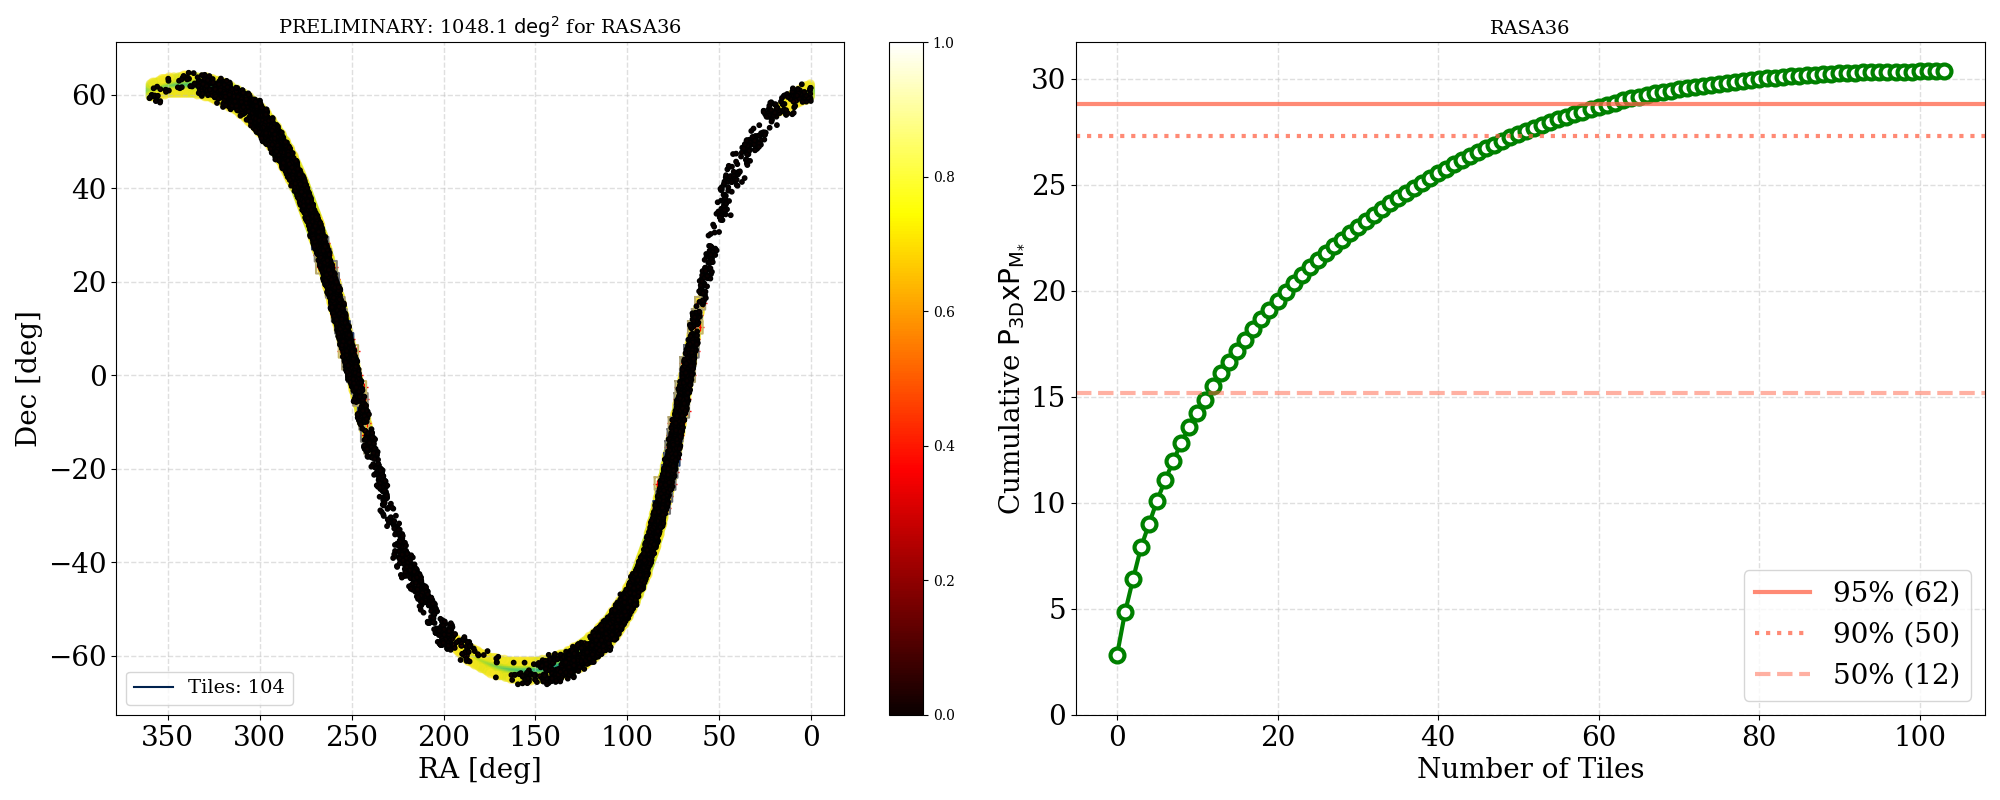 PRELIMINARY: 1048.1 deg² for RASA36
60
40
20
0
−20
−40
−60
Dec [deg]
350 300 250 200 150 100 50 0
RA [deg]
Tiles: 104
1.0
0.8
0.6
0.4
0.2
0.0
RASA36
30
25
20
15
10
5
0
Cumulative P_3DxP_M*
0 20 40 60 80 100
Number of Tiles
95% (62)
90% (50)
50% (12)